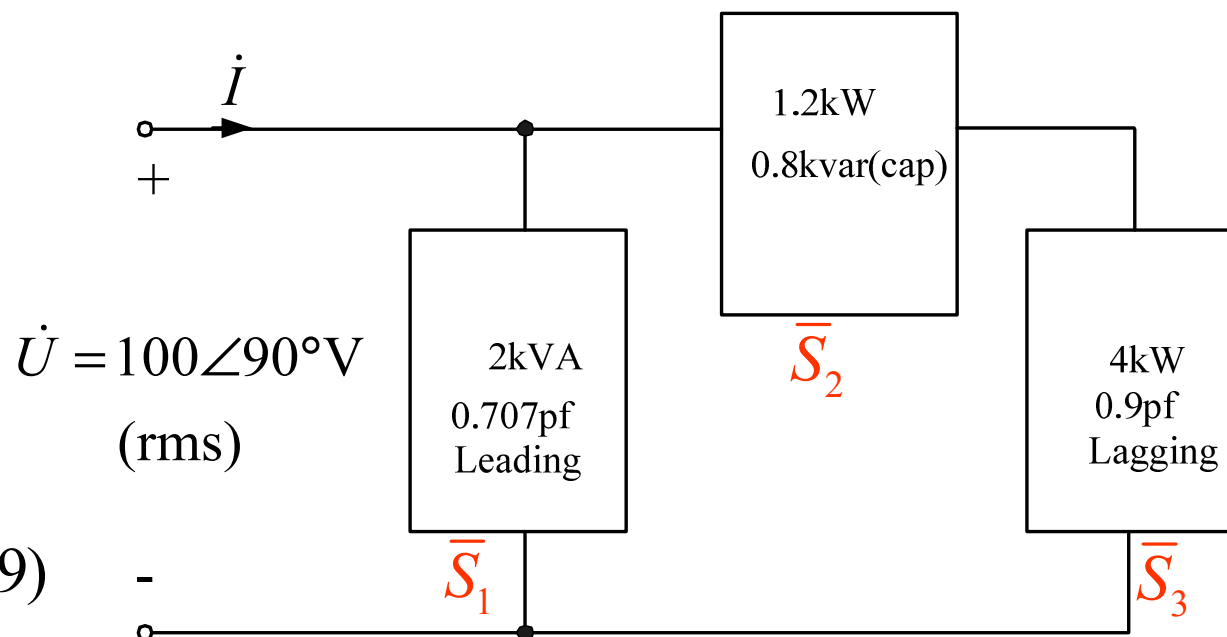 İ
+
1.2kW
0.8kvar(cap)
S̅₂
U̇ = 100∠90°V
(rms)
2kVA
0.707pf
Leading
S̅₁
4kW
0.9pf
Lagging
S̅₃
9)
-